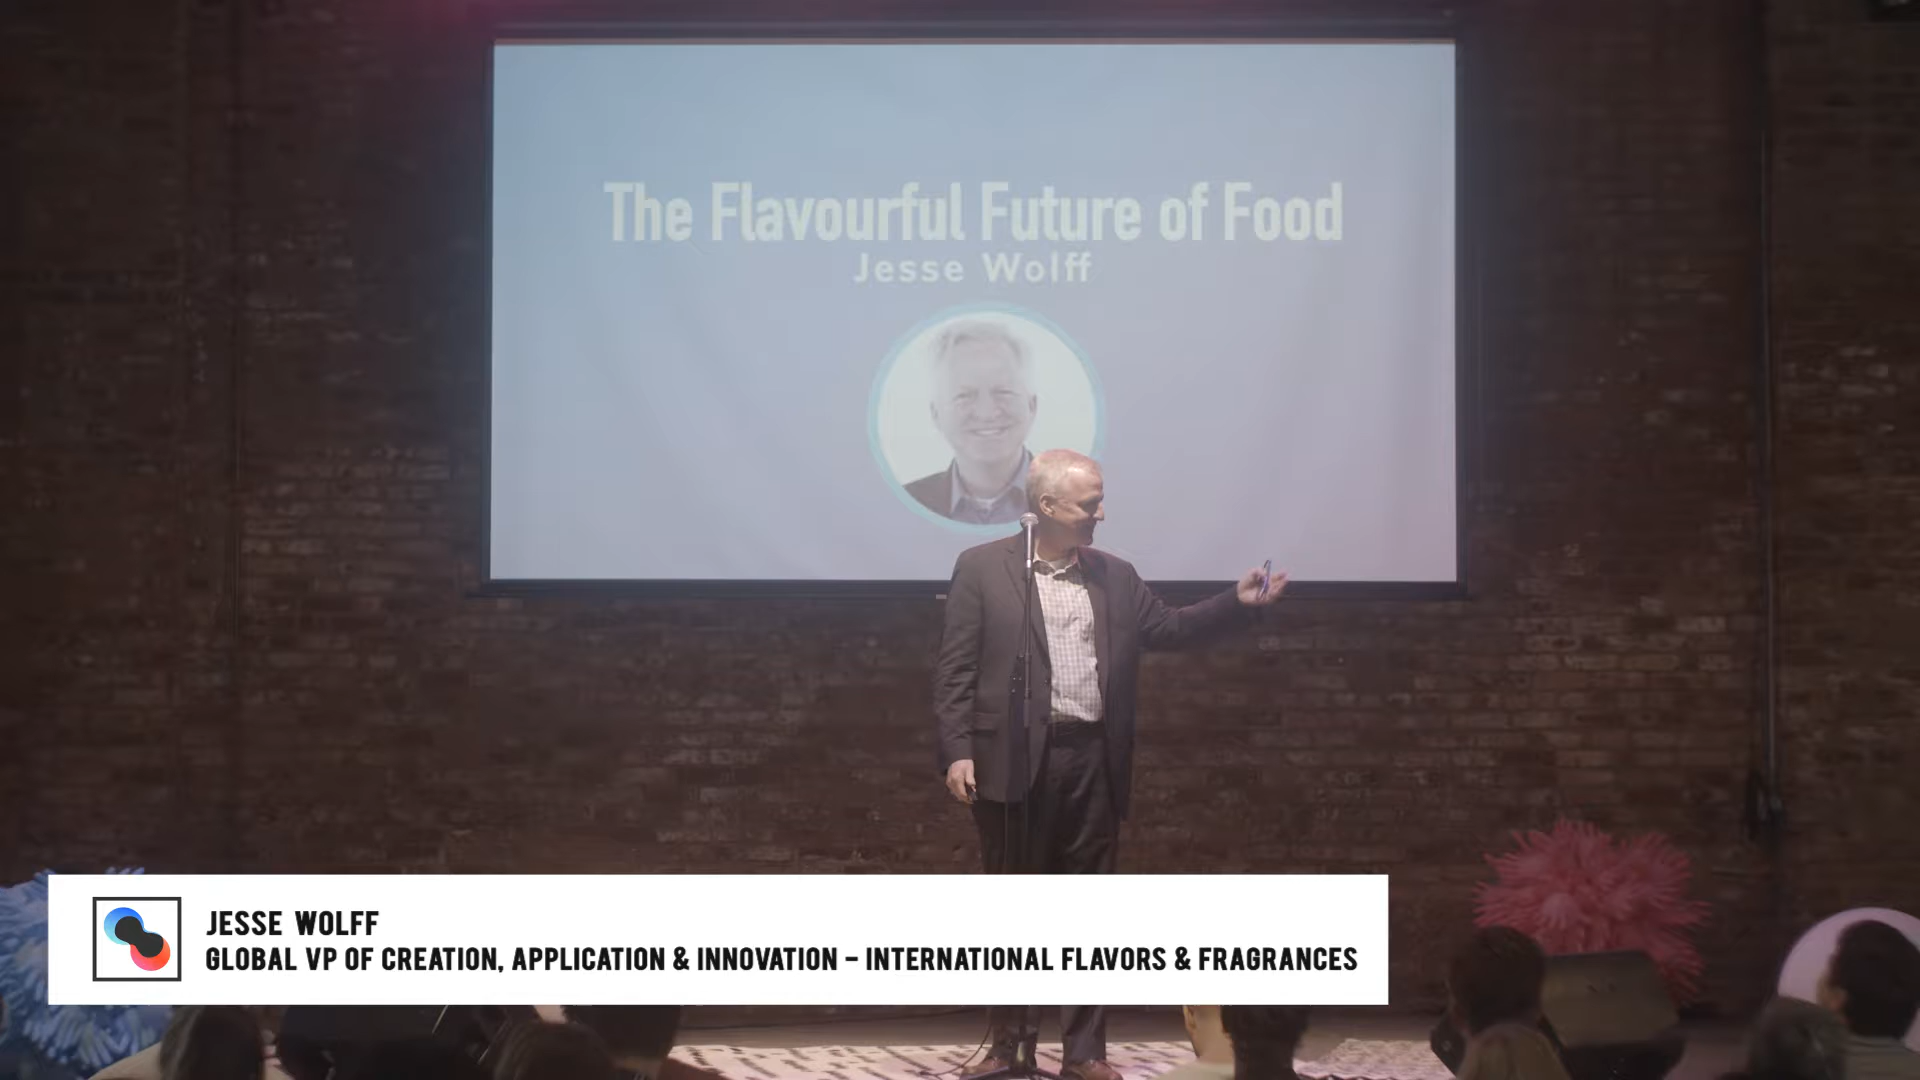 The Flavourful Future of Food
Jesse Wolff
JESSE WOLFF
GLOBAL VP OF CREATION, APPLICATION & INNOVATION – INTERNATIONAL FLAVORS & FRAGRANCES